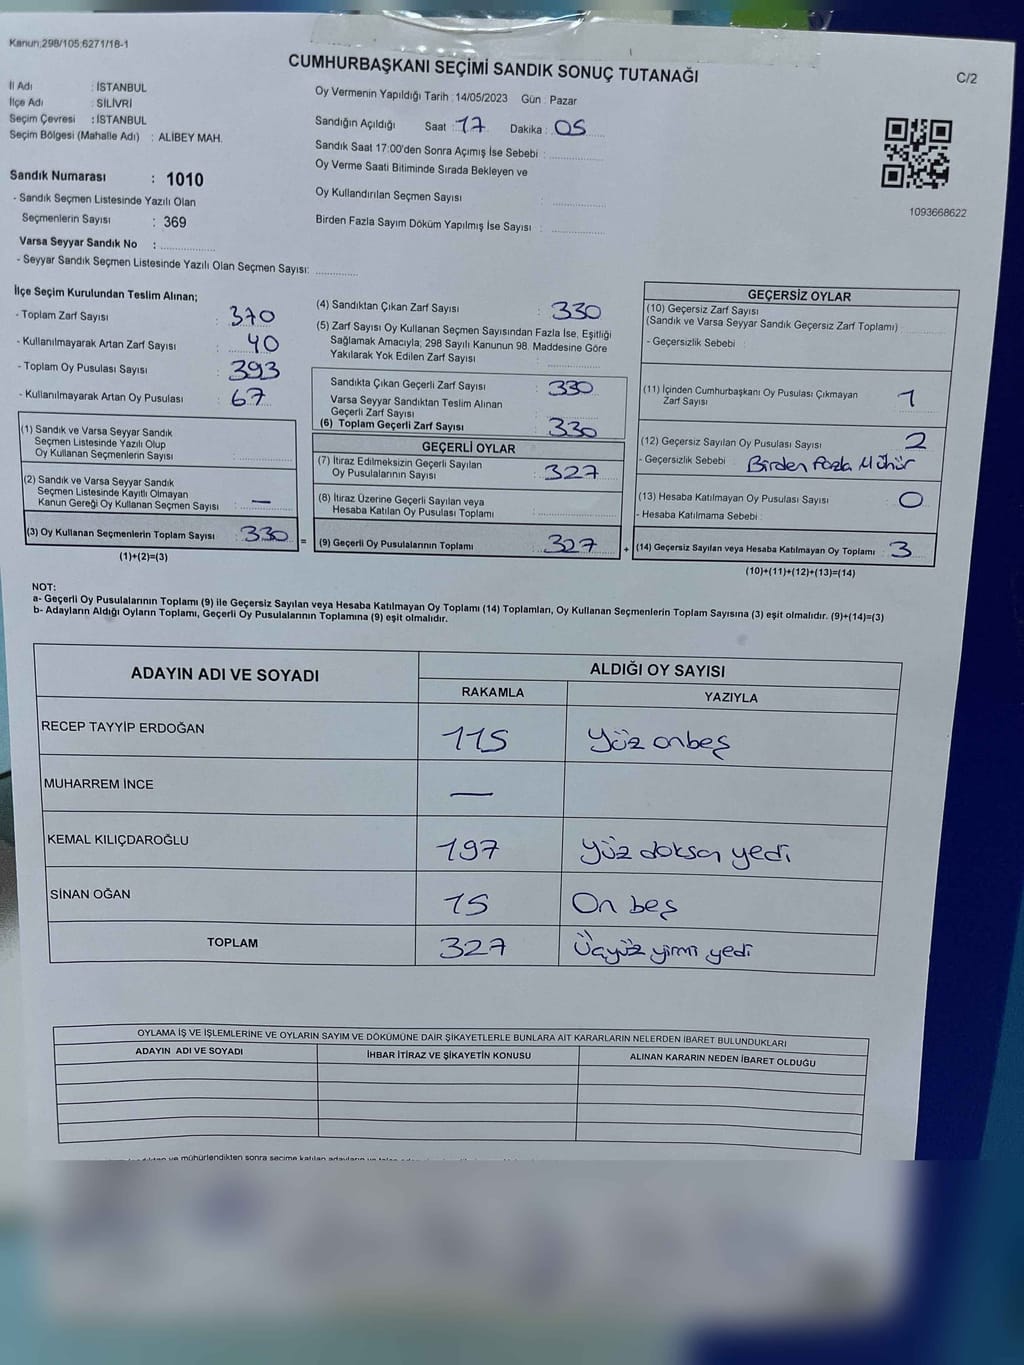 Kanun:298/105:6271/18-1
CUMHURBAŞKANI SEÇİMİ SANDIK SONUÇ TUTANAĞI
C/2
İl Adı : İSTANBUL
İlçe Adı : SİLİVRİ
Seçim Çevresi : İSTANBUL
Seçim Bölgesi (Mahalle Adı) : ALİBEY MAH.
Sandık Numarası : 1010
- Sandık Seçmen Listesinde Yazılı Olan
Seçmenlerin Sayısı : 369
Varsa Seyyar Sandık No :
- Seyyar Sandık Seçmen Listesinde Yazılı Olan Seçmen Sayısı:
Oy Vermenin Yapıldığı Tarih :14/05/2023 Gün : Pazar
Sandığın Açıldığı Saat : 17 Dakika : 05
Sandık Saat 17:00'den Sonra Açımış İse Sebebi :
Oy Verme Saati Bitiminde Sırada Bekleyen ve
Oy Kullandırılan Seçmen Sayısı :
Birden Fazla Sayım Döküm Yapılmış İse Sayısı :
1093668622
İlçe Seçim Kurulundan Teslim Alınan;
- Toplam Zarf Sayısı : 370
- Kullanılmayarak Artan Zarf Sayısı : 40
- Toplam Oy Pusulası Sayısı : 393
- Kullanılmayarak Artan Oy Pusulası : 67
(1) Sandık ve Varsa Seyyar Sandık
Seçmen Listesinde Yazılı Olup
Oy Kullanan Seçmenlerin Sayısı :
(2) Sandık ve Varsa Seyyar Sandık
Seçmen Listesinde Kayıtlı Olmayan
Kanun Gereği Oy Kullanan Seçmen Sayısı : —
(3) Oy Kullanan Seçmenlerin Toplam Sayısı : 330
(1)+(2)=(3)
(4) Sandıktan Çıkan Zarf Sayısı : 330
(5) Zarf Sayısı Oy Kullanan Seçmen Sayısından Fazla İse, Eşitliği
Sağlamak Amacıyla; 298 Sayılı Kanunun 98. Maddesine Göre
Yakılarak Yok Edilen Zarf Sayısı :
Sandıkta Çıkan Geçerli Zarf Sayısı : 330
Varsa Seyyar Sandıktan Teslim Alınan
Geçerli Zarf Sayısı :
(6) Toplam Geçerli Zarf Sayısı : 330
GEÇERLİ OYLAR
(7) İtiraz Edilmeksizin Geçerli Sayılan
Oy Pusulalarının Sayısı : 327
(8) İtiraz Üzerine Geçerli Sayılan veya
Hesaba Katılan Oy Pusulası Toplamı :
= (9) Geçerli Oy Pusulalarının Toplamı : 327
GEÇERSİZ OYLAR
(10) Geçersiz Zarf Sayısı
(Sandık ve Varsa Seyyar Sandık Geçersiz Zarf Toplamı) :
- Geçersizlik Sebebi :
(11) İçinden Cumhurbaşkanı Oy Pusulası Çıkmayan
Zarf Sayısı : 1
(12) Geçersiz Sayılan Oy Pusulası Sayısı : 2
- Geçersizlik Sebebi : Birden fazla Mühür
(13) Hesaba Katılmayan Oy Pusulası Sayısı : 0
- Hesaba Katılmama Sebebi :
+ (14) Geçersiz Sayılan veya Hesaba Katılmayan Oy Toplamı : 3
(10)+(11)+(12)+(13)=(14)
NOT:
a- Geçerli Oy Pusulalarının Toplamı (9) ile Geçersiz Sayılan veya Hesaba Katılmayan Oy Toplamı (14) Toplamları, Oy Kullanan Seçmenlerin Toplam Sayısına (3) eşit olmalıdır. (9)+(14)=(3)
b- Adayların Aldığı Oyların Toplamı, Geçerli Oy Pusulalarının Toplamına (9) eşit olmalıdır.
ADAYIN ADI VE SOYADI
ALDIĞI OY SAYISI
RAKAMLA YAZIYLA
RECEP TAYYİP ERDOĞAN 115 yüz onbeş
MUHARREM İNCE —
KEMAL KILIÇDAROĞLU 197 yüz doksan yedi
SİNAN OĞAN 15 On beş
TOPLAM 327 Üçyüz yirmi yedi
OYLAMA İŞ VE İŞLEMLERİNE VE OYLARIN SAYIM VE DÖKÜMÜNE DAİR ŞİKAYETLERLE BUNLARA AİT KARARLARIN NELERDEN İBARET BULUNDUKLARI
ADAYIN ADI VE SOYADI İHBAR İTİRAZ VE ŞİKAYETİN KONUSU ALINAN KARARIN NEDEN İBARET OLDUĞU
ve mühürlendikten sonra seçime katılan